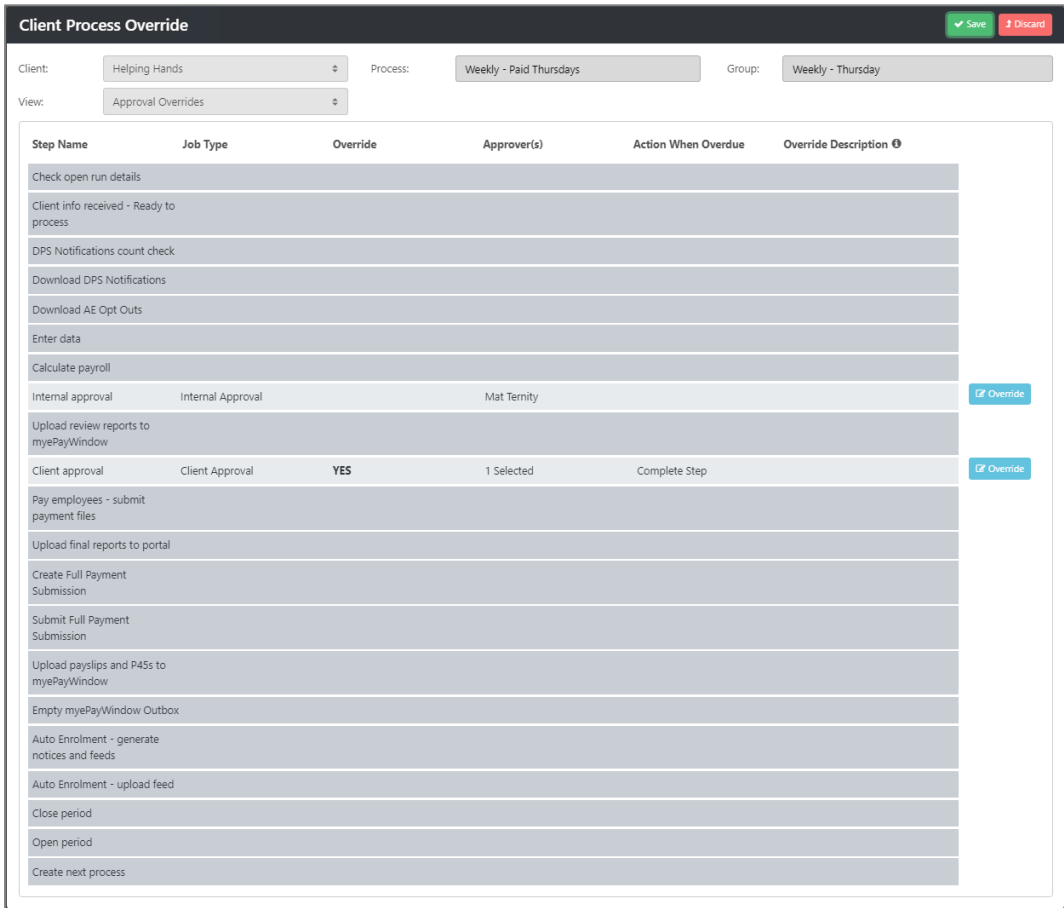 Client Process Override
Save
Discard
Client: Helping Hands Process: Weekly - Paid Thursdays Group: Weekly - Thursday
View: Approval Overrides
Step Name Job Type Override Approver(s) Action When Overdue Override Description
Check open run details
Client info received - Ready to
process
DPS Notifications count check
Download DPS Notifications
Download AE Opt Outs
Enter data
Calculate payroll
Internal approval Internal Approval Mat Ternity Override
Upload review reports to
myePayWindow
Client approval Client Approval YES 1 Selected Complete Step Override
Pay employees - submit
payment files
Upload final reports to portal
Create Full Payment
Submission
Submit Full Payment
Submission
Upload payslips and P45s to
myePayWindow
Empty myePayWindow Outbox
Auto Enrolment - generate
notices and feeds
Auto Enrolment - upload feed
Close period
Open period
Create next process